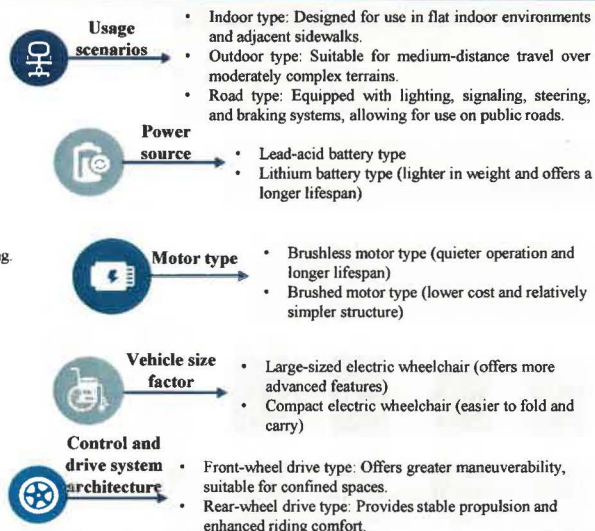 Usage
scenarios
• Indoor type: Designed for use in flat indoor environments
and adjacent sidewalks.
• Outdoor type: Suitable for medium-distance travel over
moderately complex terrains.
• Road type: Equipped with lighting, signaling, steering,
and braking systems, allowing for use on public roads.
Power
source
• Lead-acid battery type
• Lithium battery type (lighter in weight and offers a
longer lifespan)
g.
Motor type
• Brushless motor type (quieter operation and
longer lifespan)
• Brushed motor type (lower cost and relatively
simpler structure)
Vehicle size
factor
• Large-sized electric wheelchair (offers more
advanced features)
• Compact electric wheelchair (easier to fold and
carry)
Control and
drive system
architecture
• Front-wheel drive type: Offers greater maneuverability,
suitable for confined spaces.
• Rear-wheel drive type: Provides stable propulsion and
enhanced riding comfort.